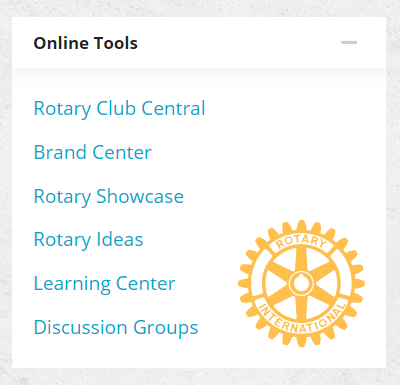 Online Tools
Rotary Club Central
Brand Center
Rotary Showcase
Rotary Ideas
Learning Center
Discussion Groups
ROTARY
INTERNATIONAL